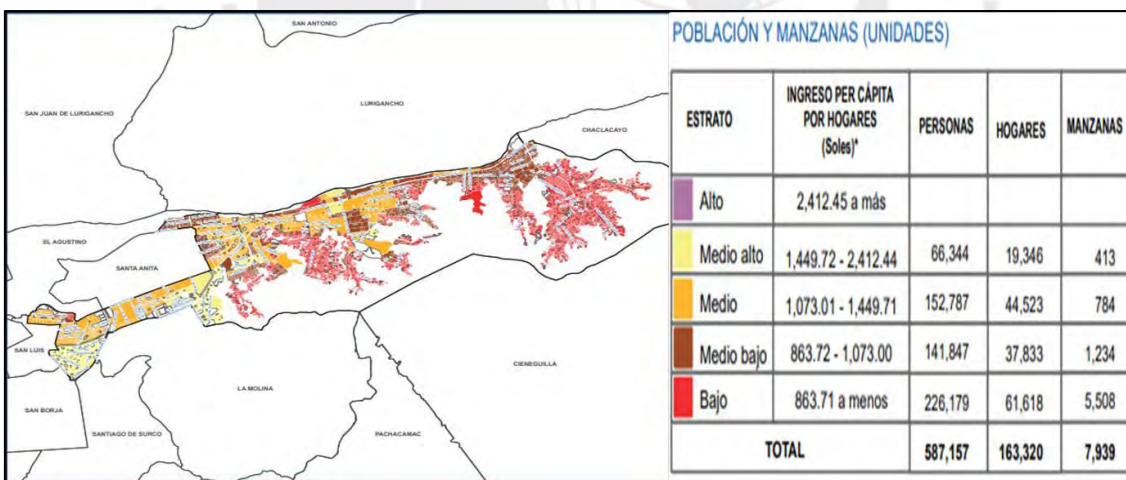 SAN ANTONIO
LURIGANCHO
SAN JUAN DE LURIGANCHO
CHACLACAYO
EL AGUSTINO
SANTA ANITA
SAN LUIS
CIENEGUILLA
LA MOLINA
SAN BORJA
SANTIAGO DE SURCO
PACHACAMAC
POBLACIÓN Y MANZANAS (UNIDADES)
ESTRATO INGRESO PER CÁPITA POR HOGARES (Soles)* PERSONAS HOGARES MANZANAS
Alto 2,412.45 a más
Medio alto 1,449.72 - 2,412.44 66,344 19,346 413
Medio 1,073.01 - 1,449.71 152,787 44,523 784
Medio bajo 863.72 - 1,073.00 141,847 37,833 1,234
Bajo 863.71 a menos 226,179 61,618 5,508
TOTAL 587,157 163,320 7,939